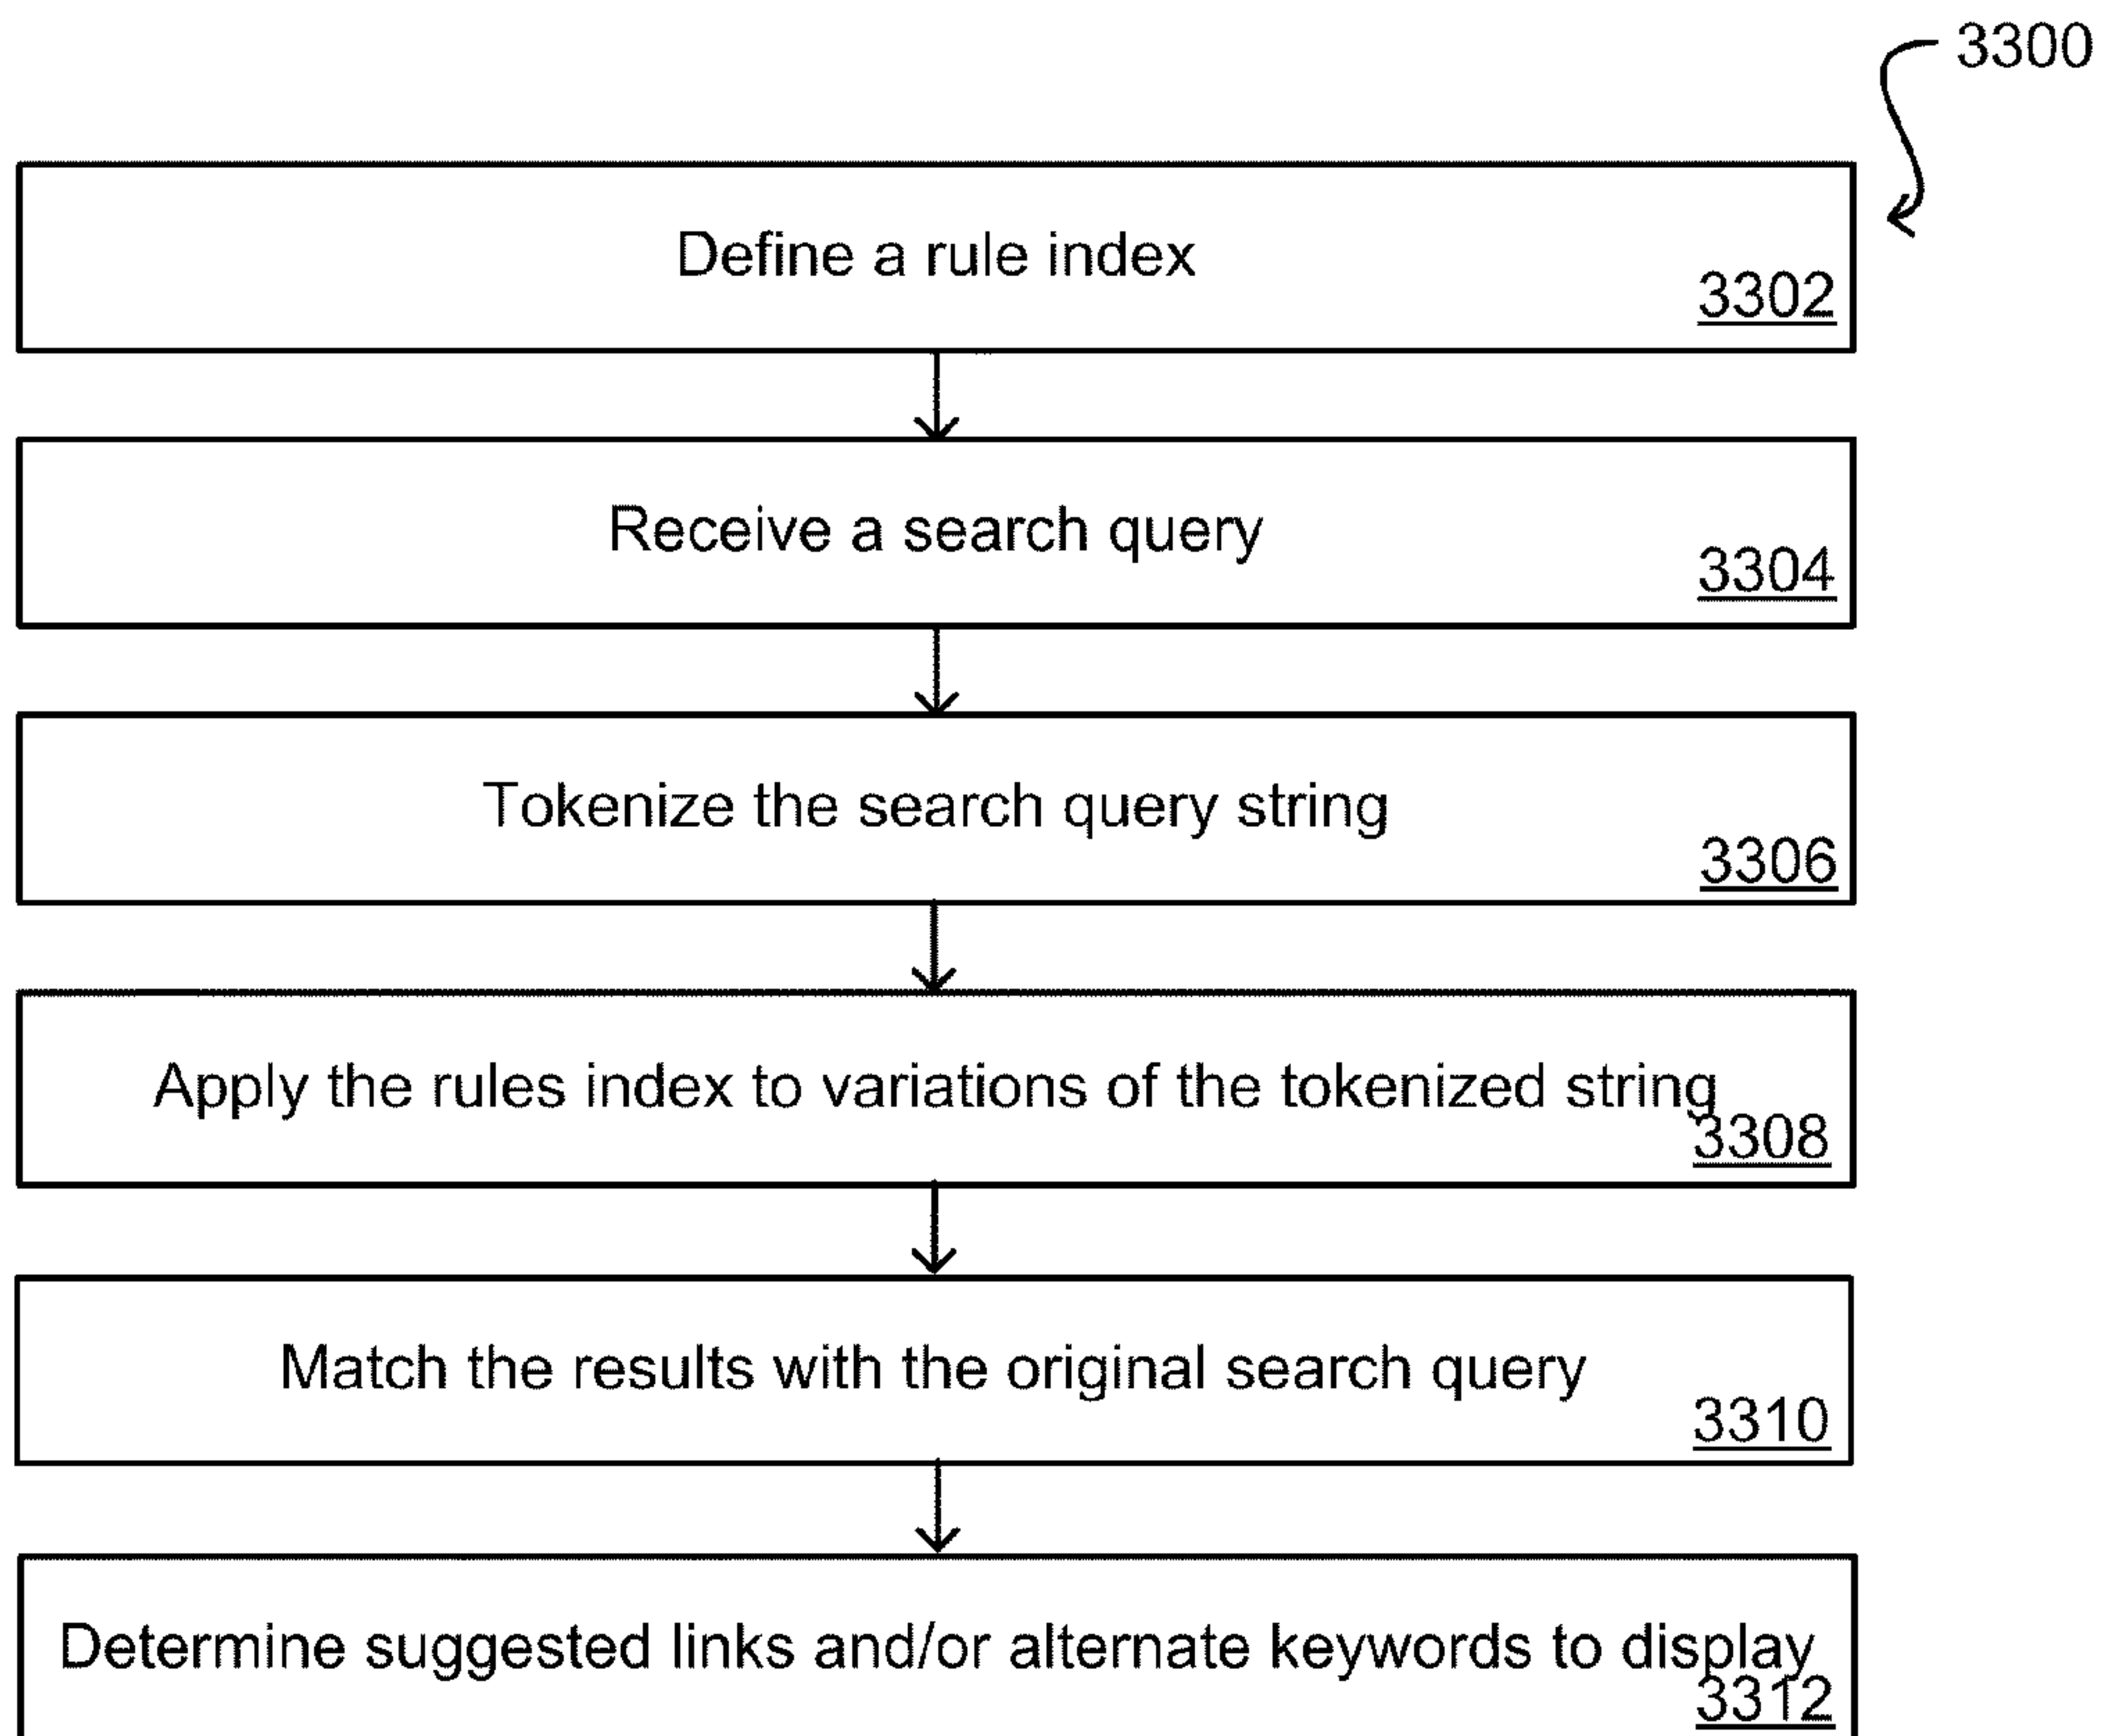 3300
Define a rule index
3302
Receive a search query
3304
Tokenize the search query string
3306
Apply the rules index to variations of the tokenized string
3308
Match the results with the original search query
3310
Determine suggested links and/or alternate keywords to display
3312